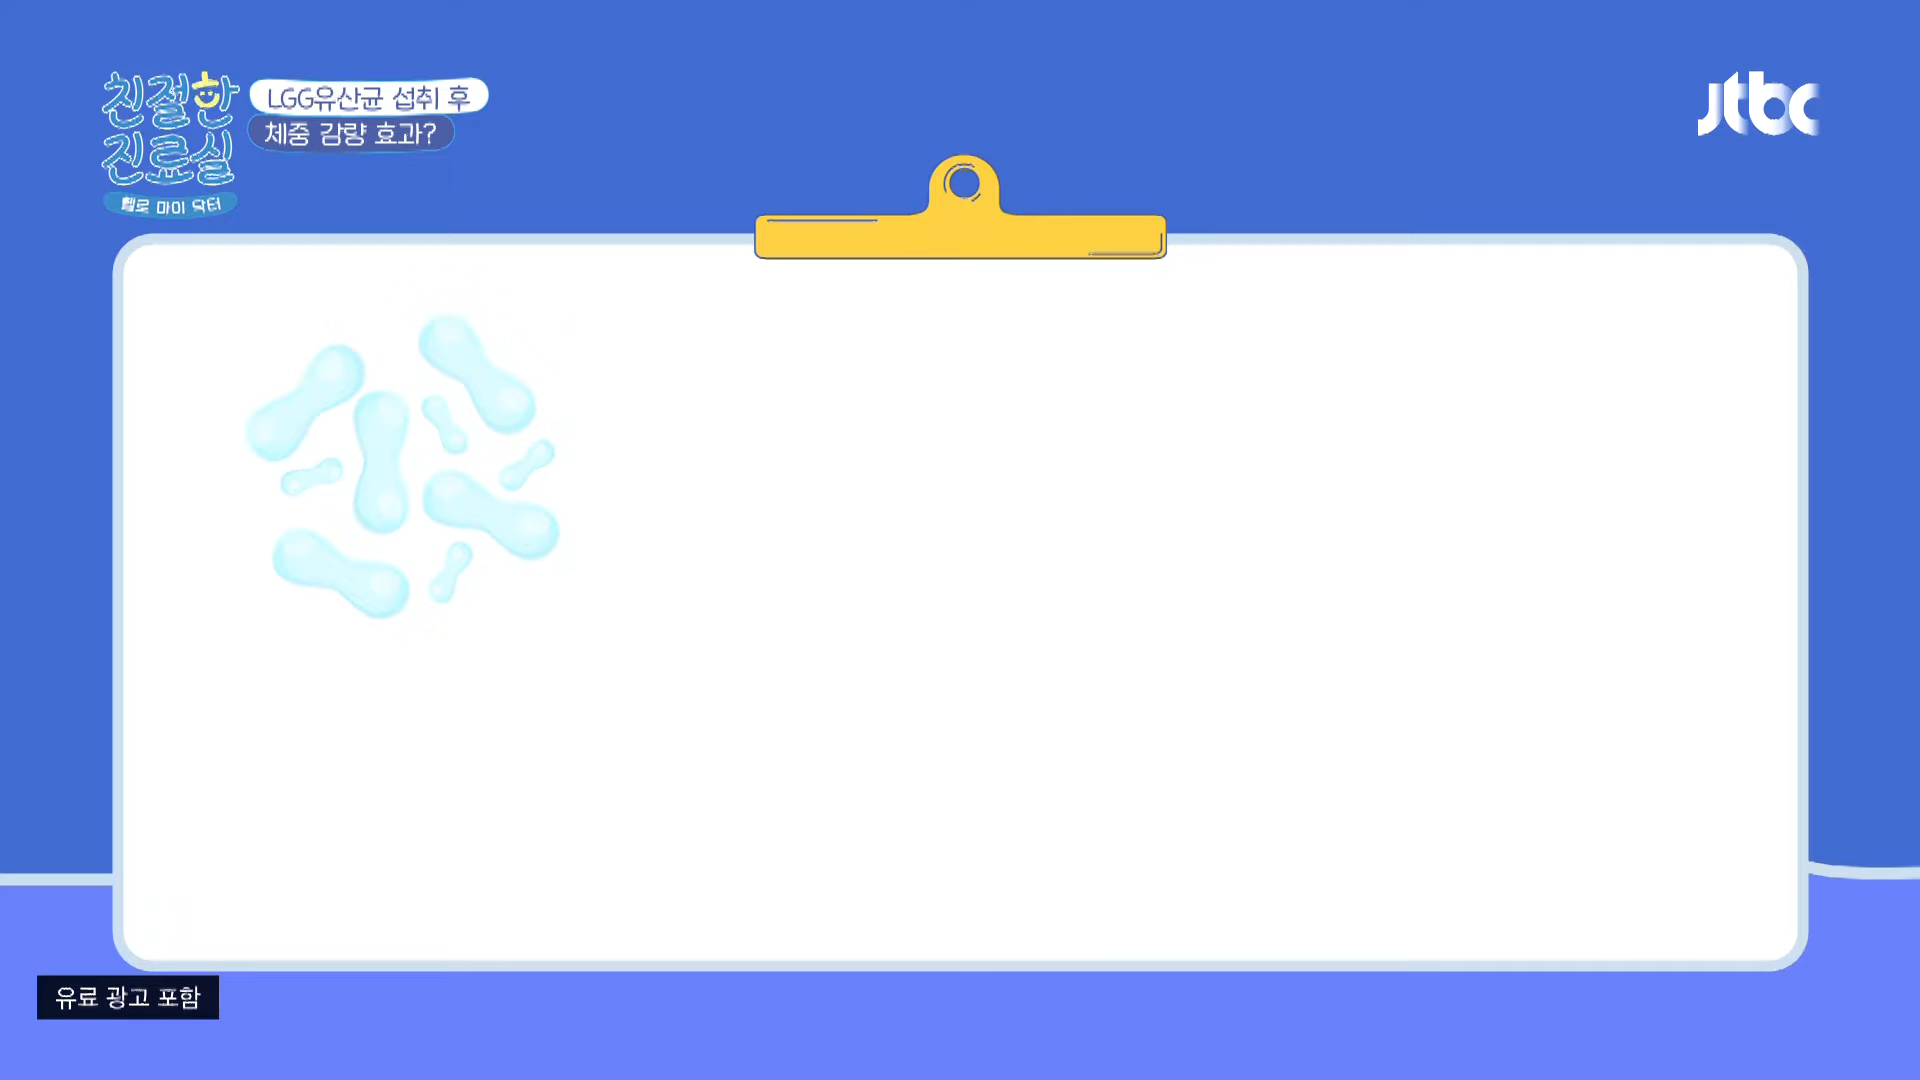 친절한
진료실
헬로 마이 닥터
LGG유산균 섭취 후
체중 감량 효과?
jtbc
유료 광고 포함